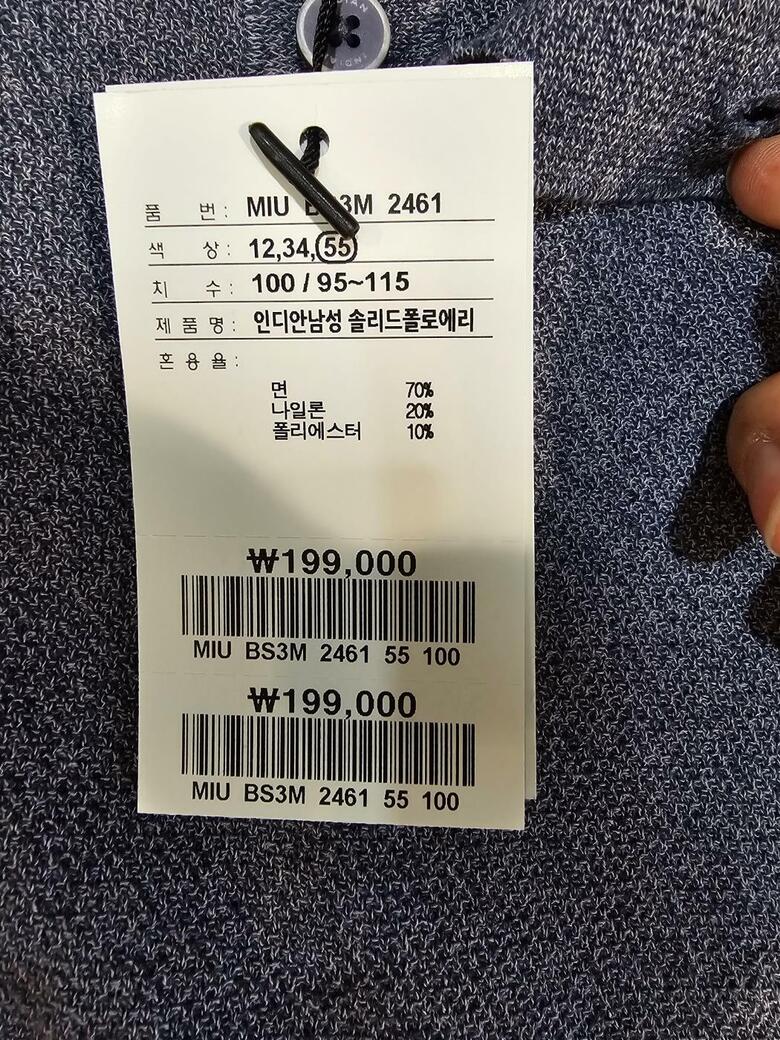 품 번 : MIU BS3M 2461
색 상 : 12,34,55
치 수 : 100 / 95~115
제 품 명 : 인디안남성 솔리드폴로에리
혼 용 율 :
면 70%
나일론 20%
폴리에스터 10%
₩199,000
MIU BS3M 2461 55 100
₩199,000
MIU BS3M 2461 55 100